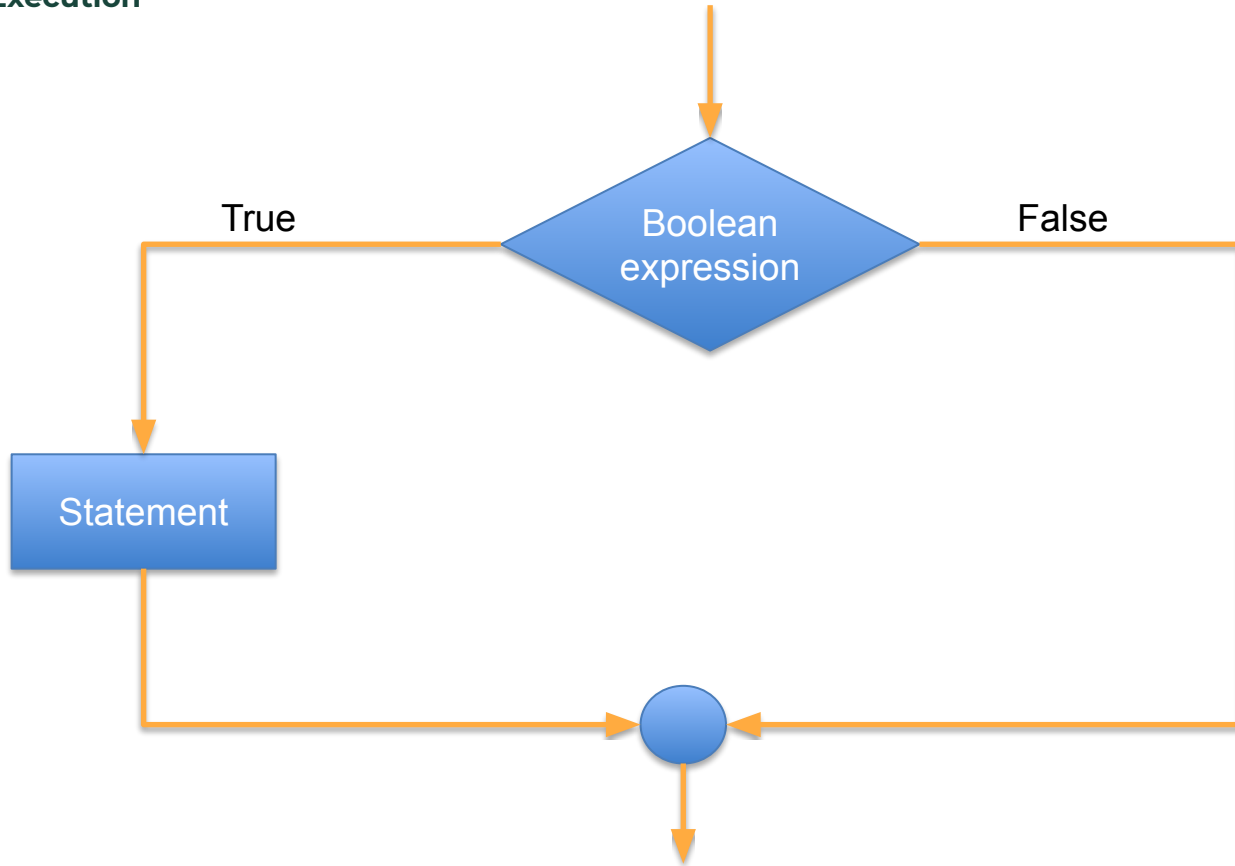 Execution
True
Boolean
expression
False
Statement